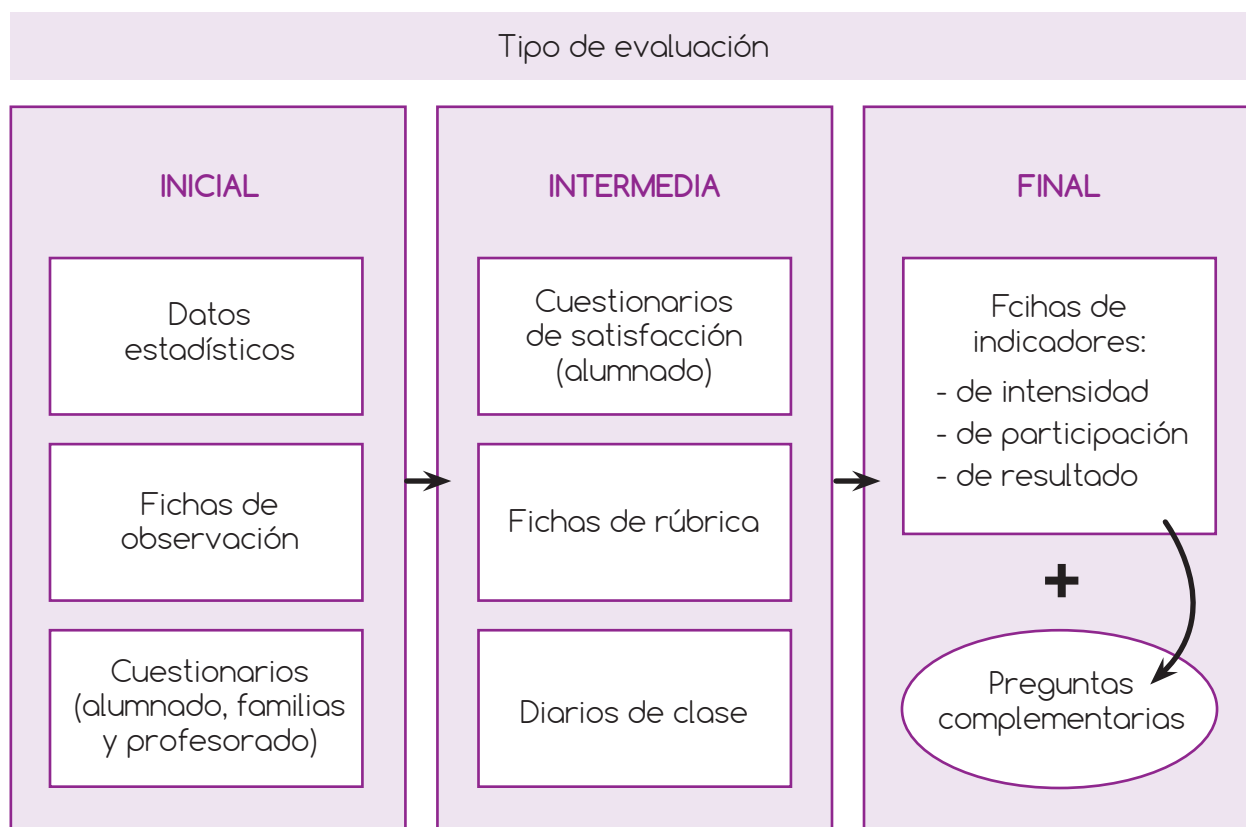 Tipo de evaluación
INICIAL
Datos
estadísticos
Fichas de
observación
Cuestionarios
(alumnado, familias
y profesorado)
INTERMEDIA
Cuestionarios
de satisfacción
(alumnado)
Fichas de rúbrica
Diarios de clase
FINAL
Fcihas de
indicadores:
- de intensidad
- de participación
- de resultado
+
Preguntas
complementarias